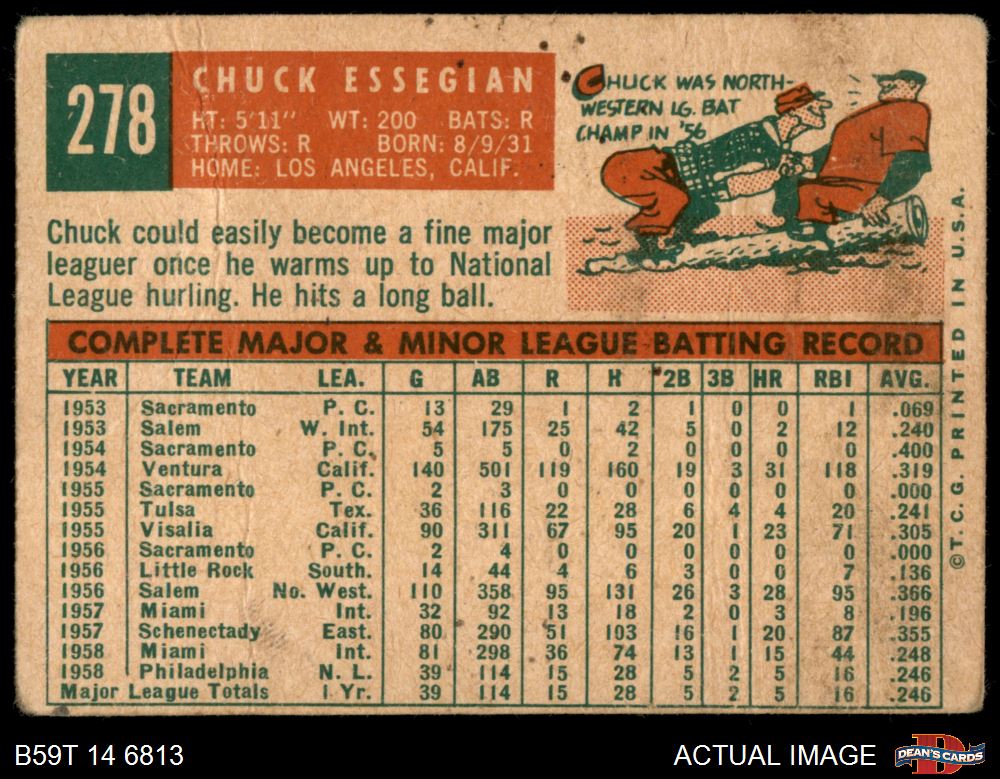 278
CHUCK ESSEGIAN
HT: 5'11" WT: 200 BATS: R
THROWS: R BORN: 8/9/31
HOME: LOS ANGELES, CALIF.
CHUCK WAS NORTH-
WESTERN LG. BAT
CHAMP IN '56
Chuck could easily become a fine major
leaguer once he warms up to National
League hurling. He hits a long ball.
COMPLETE MAJOR & MINOR LEAGUE BATTING RECORD
YEAR TEAM LEA. G AB R H 2B 3B HR RBI AVG.
1953 Sacramento P. C. 13 29 1 2 1 0 0 1 .069
1953 Salem W. Int. 54 175 25 42 5 0 2 12 .240
1954 Sacramento P. C. 5 5 0 2 0 0 0 0 .400
1954 Ventura Calif. 140 501 119 160 19 3 31 118 .319
1955 Sacramento P. C. 2 3 0 0 0 0 0 0 .000
1955 Tulsa Tex. 36 116 22 28 6 4 4 20 .241
1955 Visalia Calif. 90 311 67 95 20 1 23 71 .305
1956 Sacramento P. C. 2 4 0 0 0 0 0 0 .000
1956 Little Rock South. 14 44 4 6 3 0 0 7 .136
1956 Salem No. West. 110 358 95 131 26 3 28 95 .366
1957 Miami Int. 32 92 13 18 2 0 3 8 .196
1957 Schenectady East. 80 290 51 103 16 1 20 87 .355
1958 Miami Int. 81 298 36 74 13 1 15 44 .248
1958 Philadelphia N. L. 39 114 15 28 5 2 5 16 .246
Major League Totals 1 Yr. 39 114 15 28 5 2 5 16 .246
©T.C.G. PRINTED IN U.S.A.
B59T 14 6813
ACTUAL IMAGE
DEAN'S CARDS